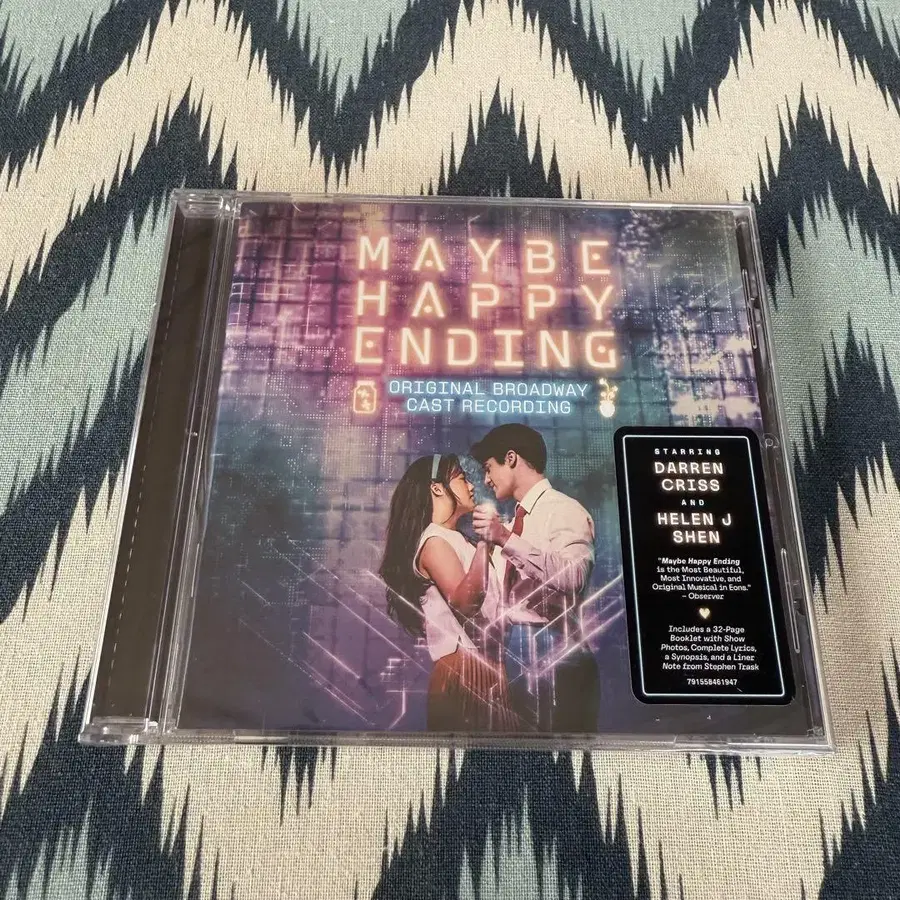 MAYBE
HAPPY
ENDING
ORIGINAL BROADWAY
CAST RECORDING
STARRING
DARREN
CRISS
AND
HELEN J
SHEN
"Maybe Happy Ending
is the Most Beautiful,
Most Innovative, and
Original Musical in Eons."
– Observer
Includes a 32-Page
Booklet with Show
Photos, Complete Lyrics,
a Synopsis, and a Liner
Note from Stephen Trask
791558461947